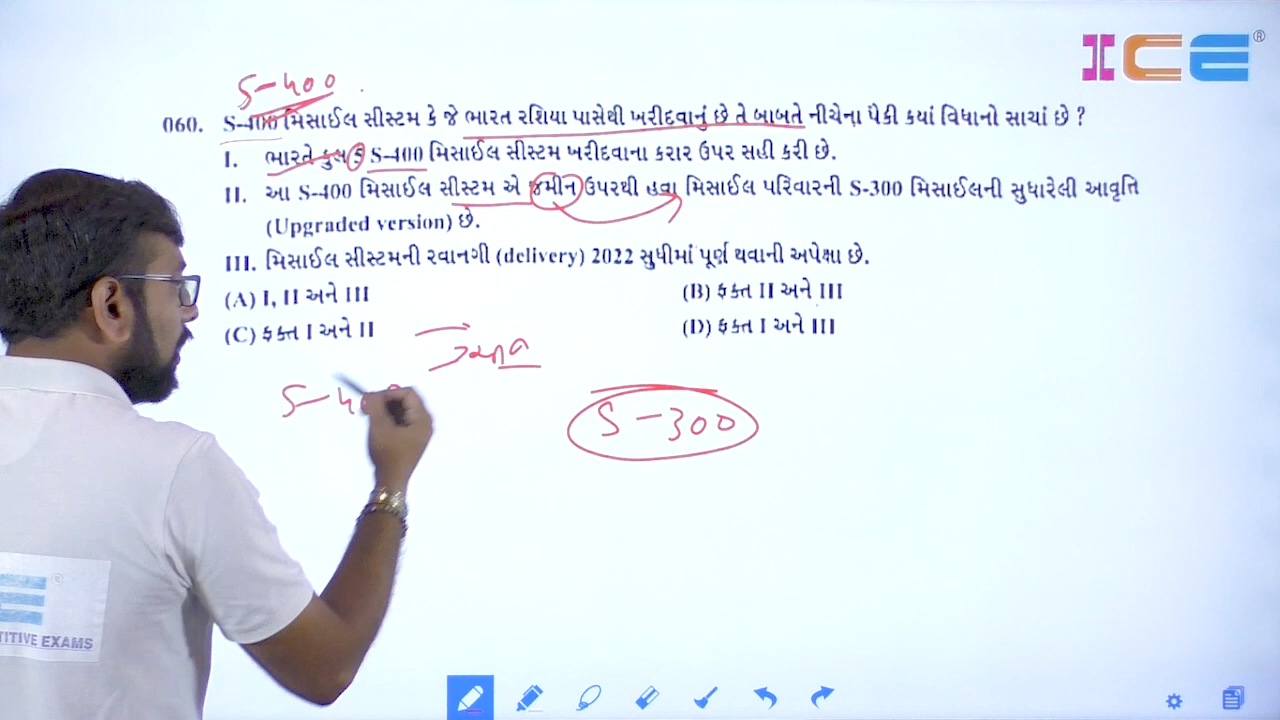 ICE®
S-400
060. S-400 મિસાઈલ સીસ્ટમ કે જે ભારત રશિયા પાસેથી ખરીદવાનું છે તે બાબતે નીચેના પૈકી કયાં વિધાનો સાચાં છે ?
I. ભારતે કુલ 5 S-400 મિસાઈલ સીસ્ટમ ખરીદવાના કરાર ઉપર સહી કરી છે.
II. આ S-400 મિસાઈલ સીસ્ટમ એ જમીન ઉપરથી હવા મિસાઈલ પરિવારની S-300 મિસાઈલની સુધારેલી આવૃત્તિ
(Upgraded version) છે.
III. મિસાઈલ સીસ્ટમની રવાનગી (delivery) 2022 સુધીમાં પૂર્ણ થવાની અપેક્ષા છે.
(A) I, II અને III (B) ફક્ત II અને III
(C) ફક્ત I અને II (D) ફક્ત I અને III
S-40
S-300
E®
TITIVE EXAMS